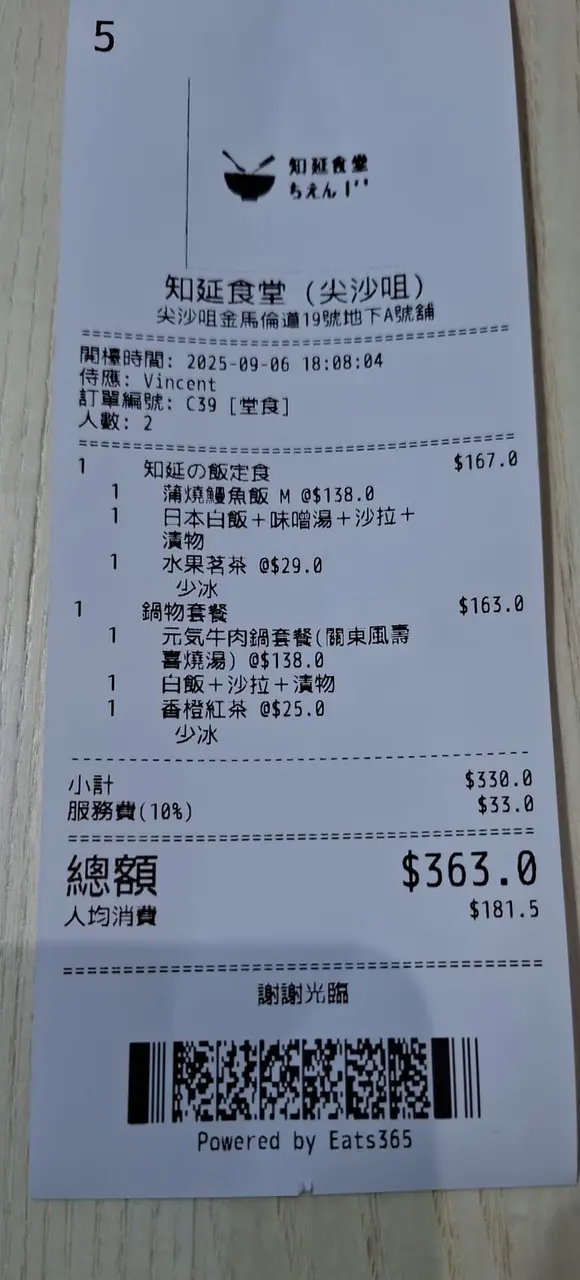 5
知延食堂
ちえん
知延食堂 (尖沙咀)
尖沙咀金馬倫道19號地下A號舖
開檯時間: 2025-09-06 18:08:04
侍應: Vincent
訂單編號: C39 [堂食]
人數: 2
1 知延の飯定食 $167.0
1 蒲燒鰻魚飯 M @$138.0
1 日本白飯+味噌湯+沙拉+
漬物
1 水果茗茶 @$29.0
少冰
1 鍋物套餐 $163.0
1 元気牛肉鍋套餐(關東風壽
喜燒湯) @$138.0
1 白飯+沙拉+漬物
1 香橙紅茶 @$25.0
少冰
小計 $330.0
服務費(10%) $33.0
總額 $363.0
人均消費 $181.5
謝謝光臨
Powered by Eats365